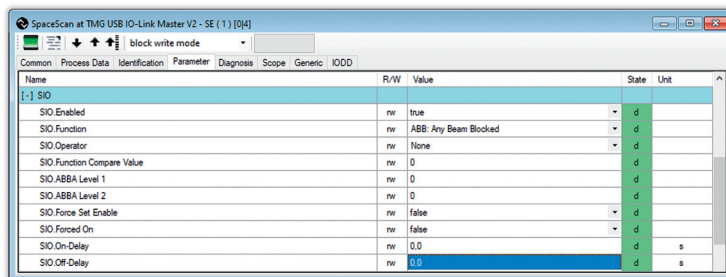 SpaceScan at TMG USB IO-Link Master V2 - SE ( 1 ) [0|4]
block write mode
Common Process Data Identification Parameter Diagnosis Scope Generic IODD
Name R/W Value State Unit
[-] SIO
SIO.Enabled rw true d
SIO.Function rw ABB: Any Beam Blocked d
SIO.Operator rw None d
SIO.Function Compare Value rw 0 d
SIO.ABBA Level 1 rw 0 d
SIO.ABBA Level 2 rw 0 d
SIO.Force Set Enable rw false d
SIO.Forced On rw false d
SIO.On-Delay rw 0,0 d s
SIO.Off-Delay rw 0,0 d s